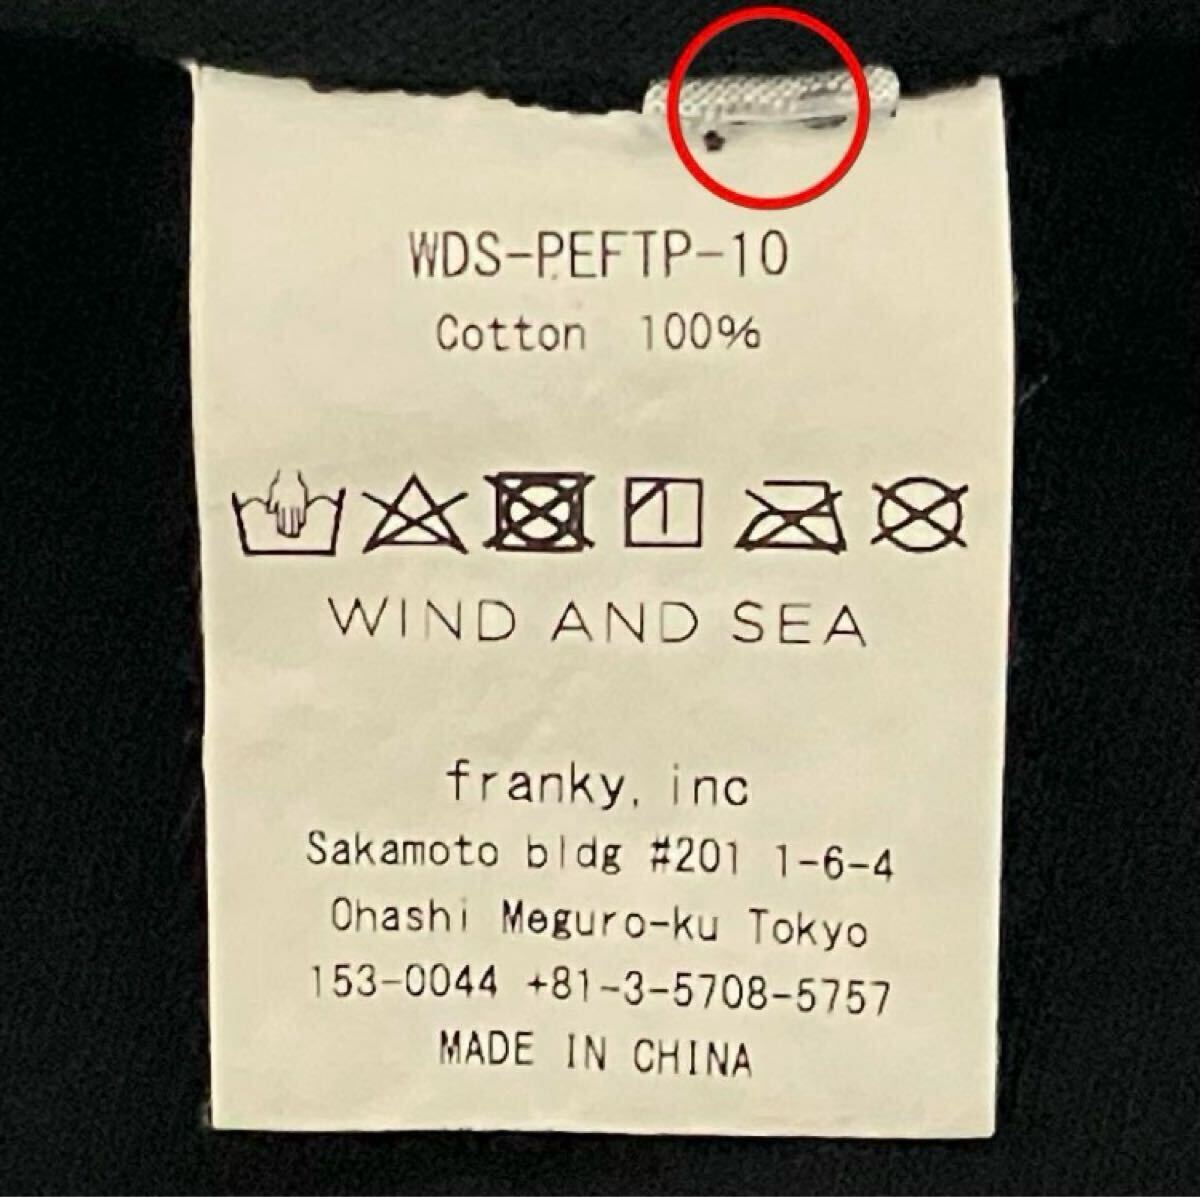 WDS-PEFTP-10
Cotton 100%
WIND AND SEA
franky, inc
Sakamoto bldg #201 1-6-4
Ohashi Meguro-ku Tokyo
153-0044 +81-3-5708-5757
MADE IN CHINA